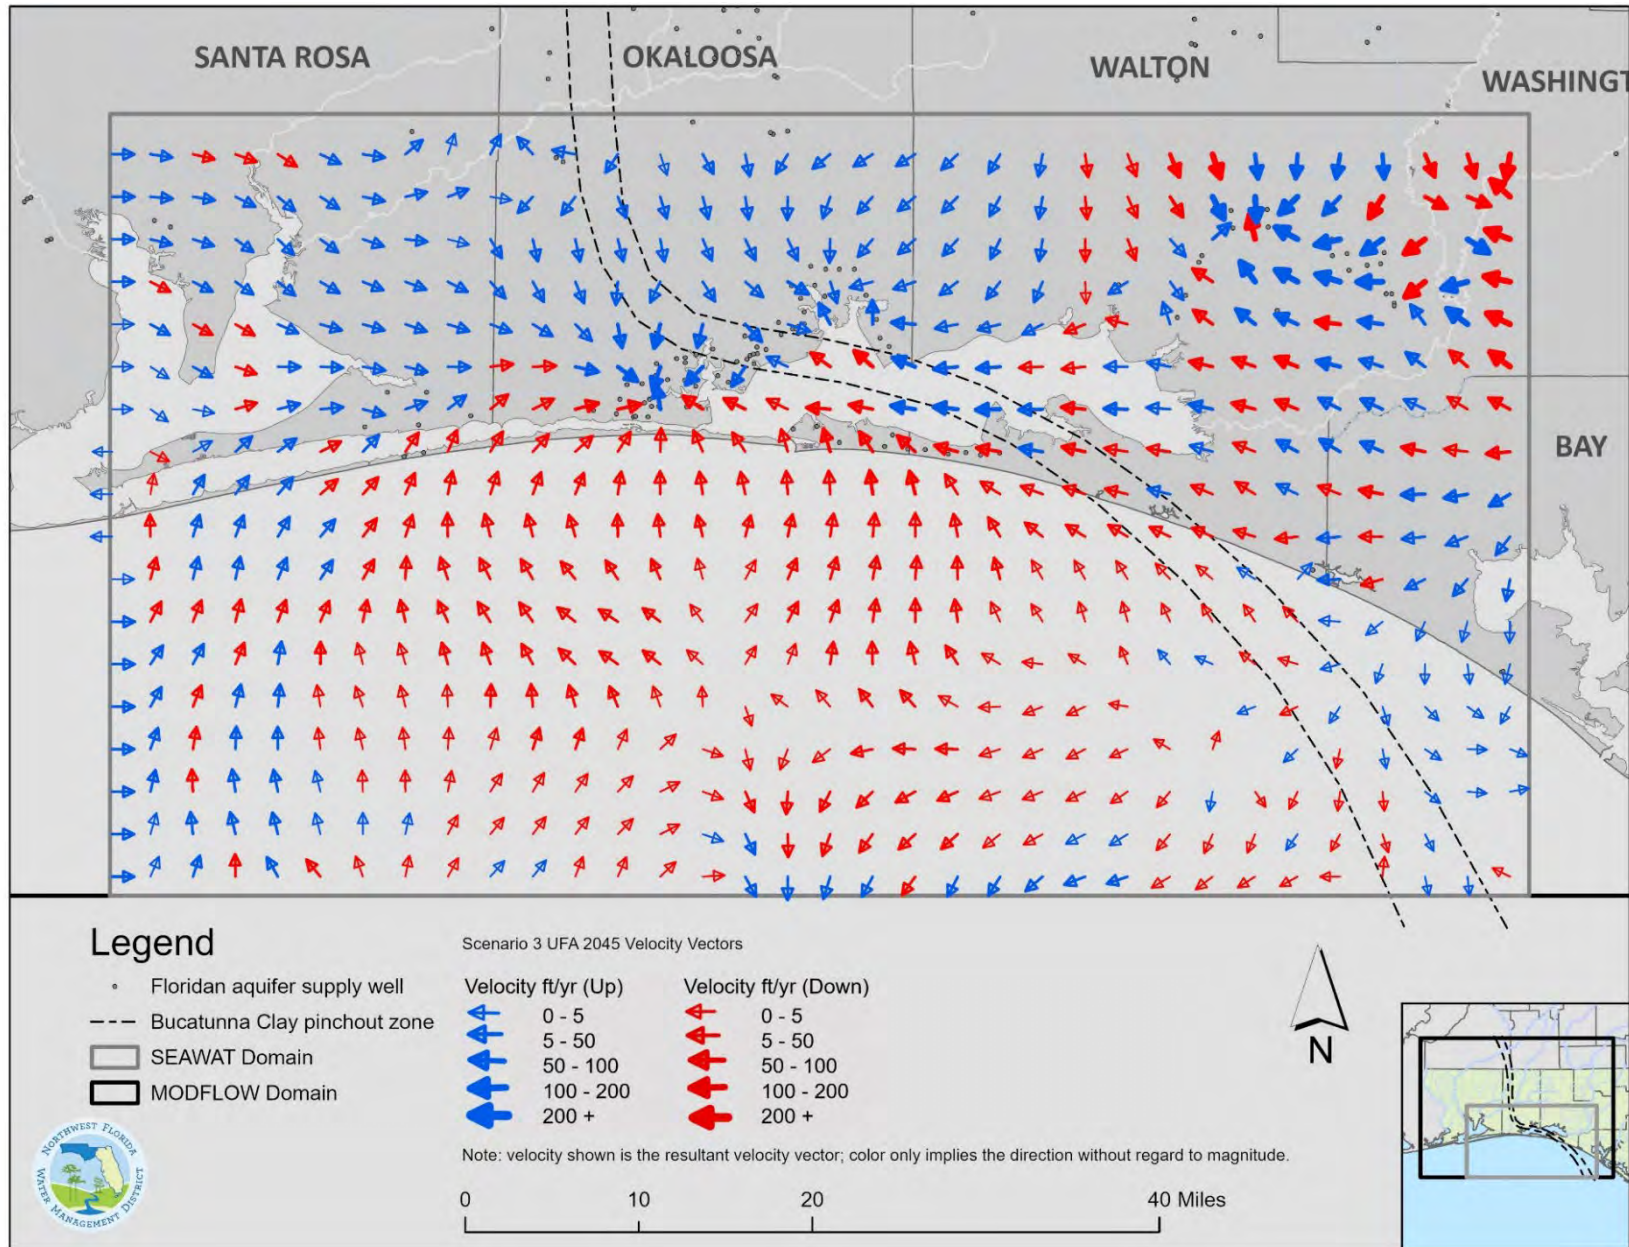 SANTA ROSA
OKALOOSA
WALTON
WASHINGT
BAY
Legend
Floridan aquifer supply well
Bucatunna Clay pinchout zone
SEAWAT Domain
MODFLOW Domain
Scenario 3 UFA 2045 Velocity Vectors
Velocity ft/yr (Up)
0 - 5
5 - 50
50 - 100
100 - 200
200 +
Velocity ft/yr (Down)
0 - 5
5 - 50
50 - 100
100 - 200
200 +
Note: velocity shown is the resultant velocity vector; color only implies the direction without regard to magnitude.
0 10 20 40 Miles
N
NORTHWEST FLORIDA
WATER MANAGEMENT DISTRICT